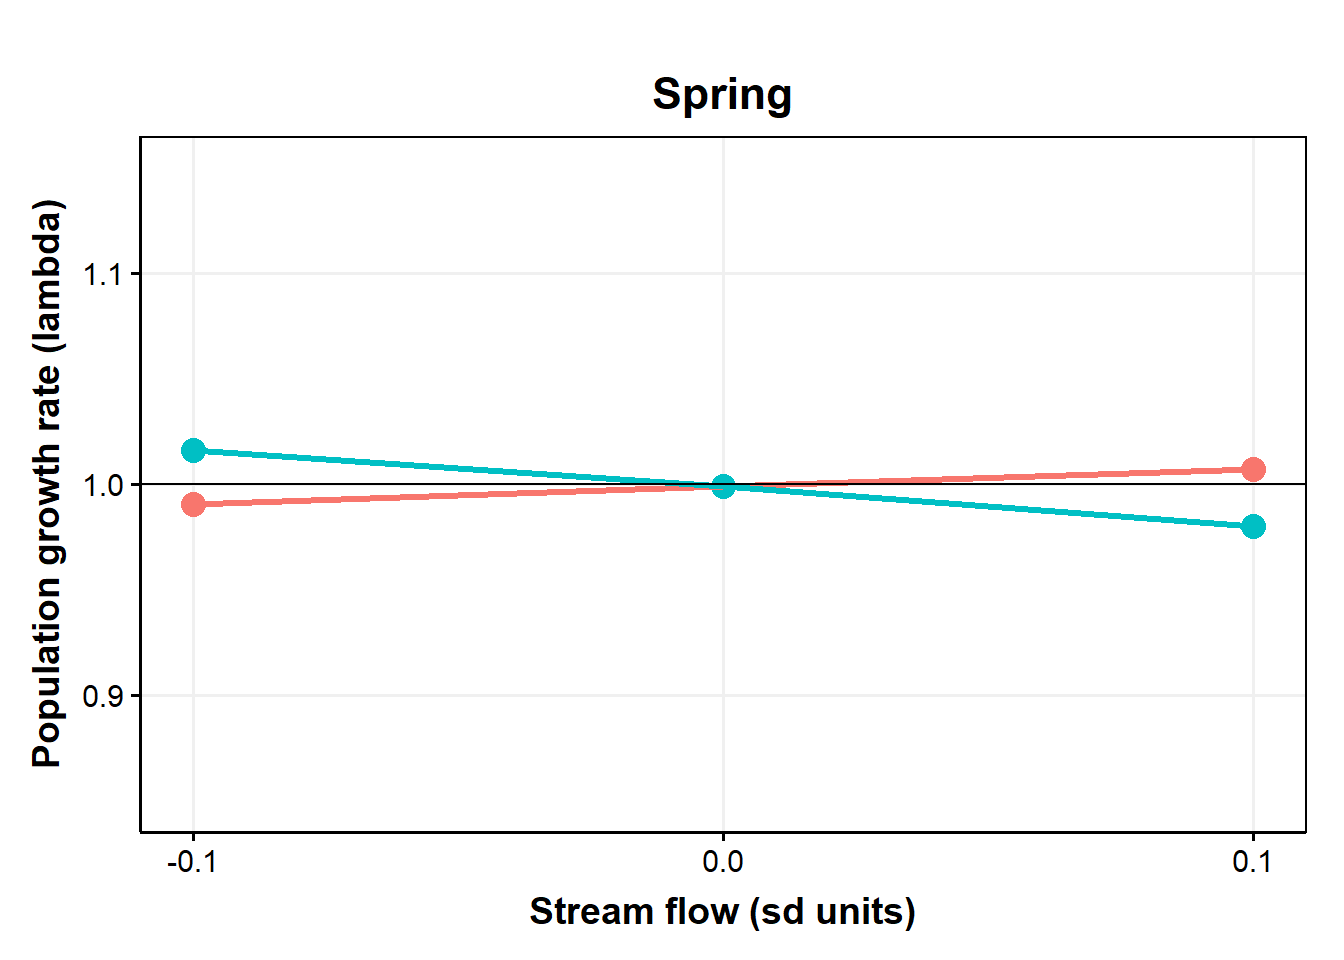 Spring
Population growth rate (lambda)
1.1
1.0
0.9
-0.1
0.0
0.1
Stream flow (sd units)